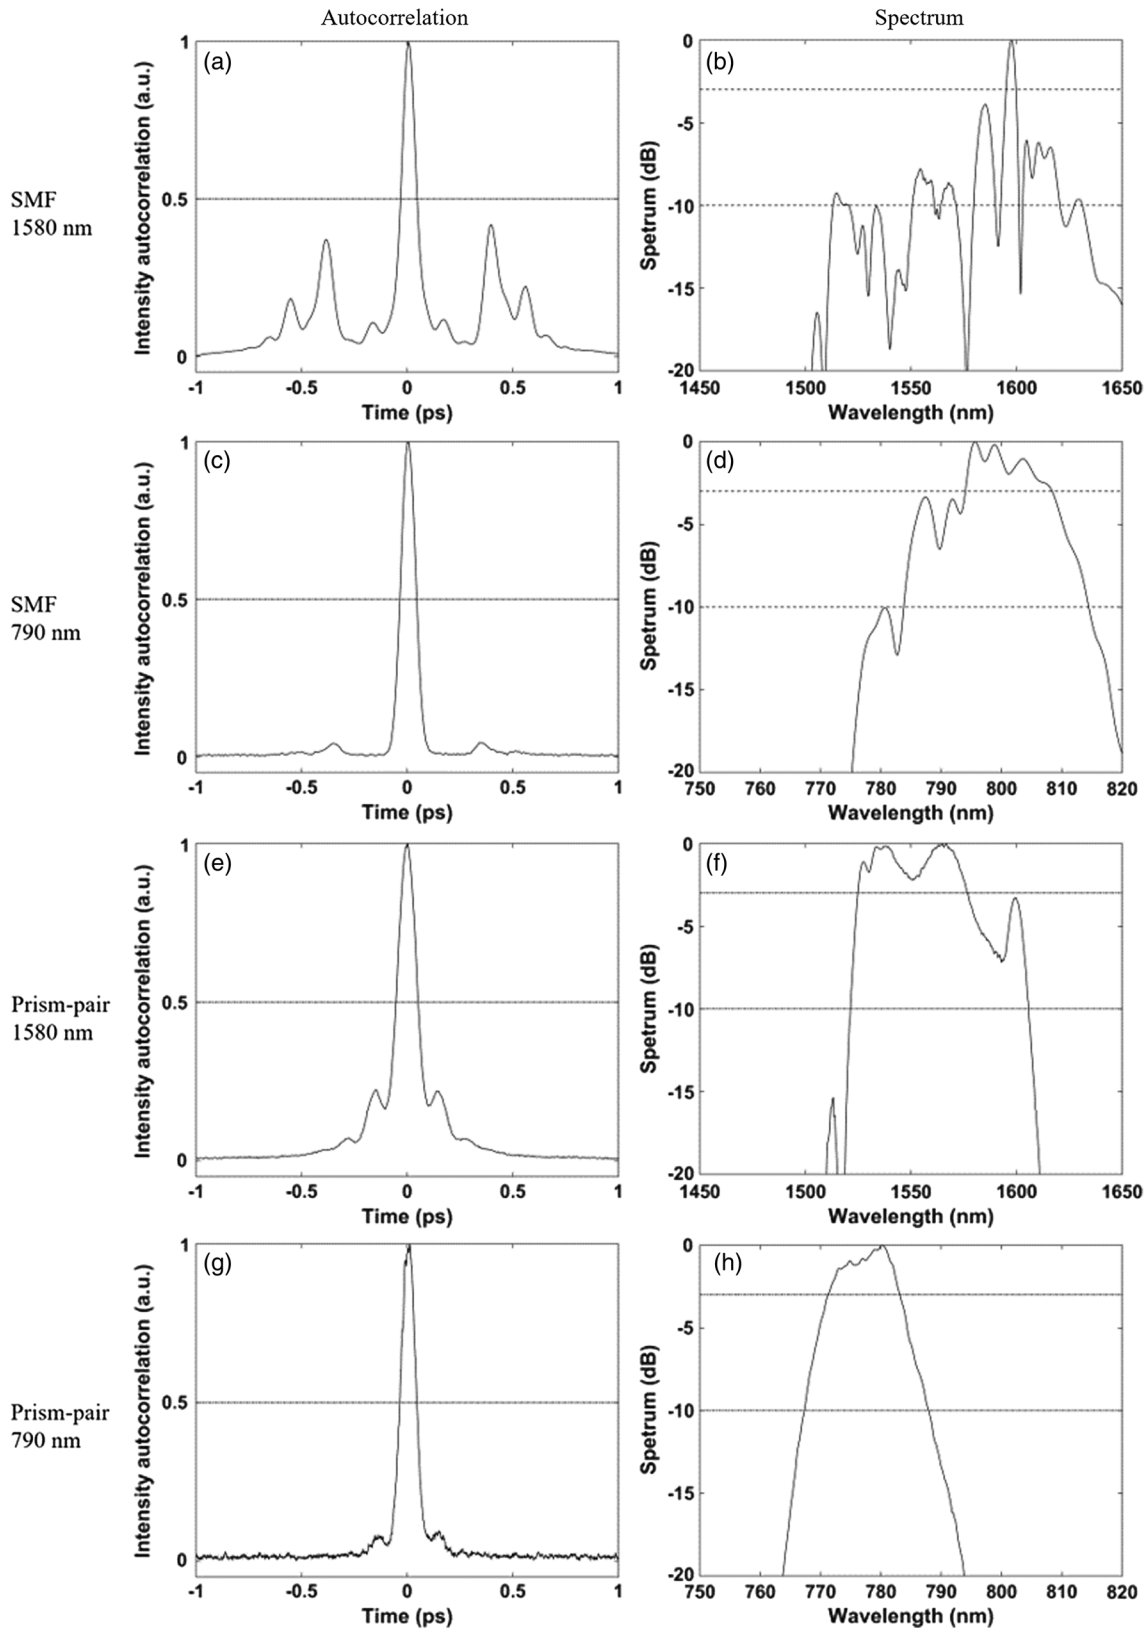 Autocorrelation
Spectrum
SMF
1580 nm
(a)
Intensity autocorrelation (a.u.)
1
0.5
0
-1
-0.5
0
0.5
1
Time (ps)
(b)
Spetrum (dB)
0
-5
-10
-15
-20
1450
1500
1550
1600
1650
Wavelength (nm)
SMF
790 nm
(c)
Intensity autocorrelation (a.u.)
1
0.5
0
-1
-0.5
0
0.5
1
Time (ps)
(d)
Spetrum (dB)
0
-5
-10
-15
-20
750
760
770
780
790
800
810
820
Wavelength (nm)
Prism-pair
1580 nm
(e)
Intensity autocorrelation (a.u.)
1
0.5
0
-1
-0.5
0
0.5
1
Time (ps)
(f)
Spetrum (dB)
0
-5
-10
-15
-20
1450
1500
1550
1600
1650
Wavelength (nm)
Prism-pair
790 nm
(g)
Intensity autocorrelation (a.u.)
1
0.5
0
-1
-0.5
0
0.5
1
Time (ps)
(h)
Spetrum (dB)
0
-5
-10
-15
-20
750
760
770
780
790
800
810
820
Wavelength (nm)